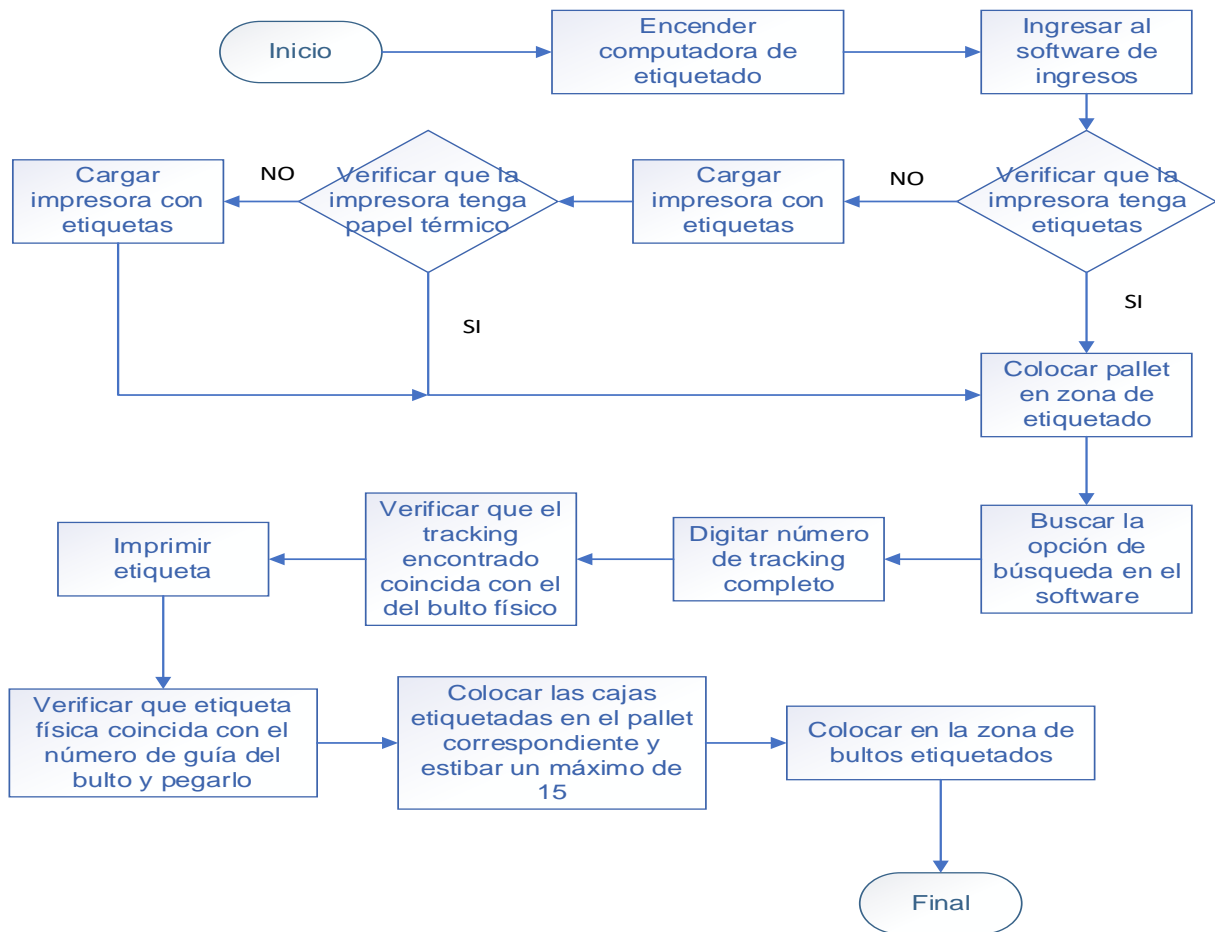 Inicio
Encender
computadora de
etiquetado
Ingresar al
software de
ingresos
Verificar que la
impresora tenga
etiquetas
NO
Cargar
impresora con
etiquetas
Verificar que la
impresora tenga
papel térmico
NO
Cargar
impresora con
etiquetas
SI
SI
Colocar pallet
en zona de
etiquetado
Buscar la
opción de
búsqueda en el
software
Digitar número
de tracking
completo
Verificar que el
tracking
encontrado
coincida con el
del bulto físico
Imprimir
etiqueta
Verificar que etiqueta
física coincida con el
número de guía del
bulto y pegarlo
Colocar las cajas
etiquetadas en el pallet
correspondiente y
estibar un máximo de
15
Colocar en la zona de
bultos etiquetados
Final